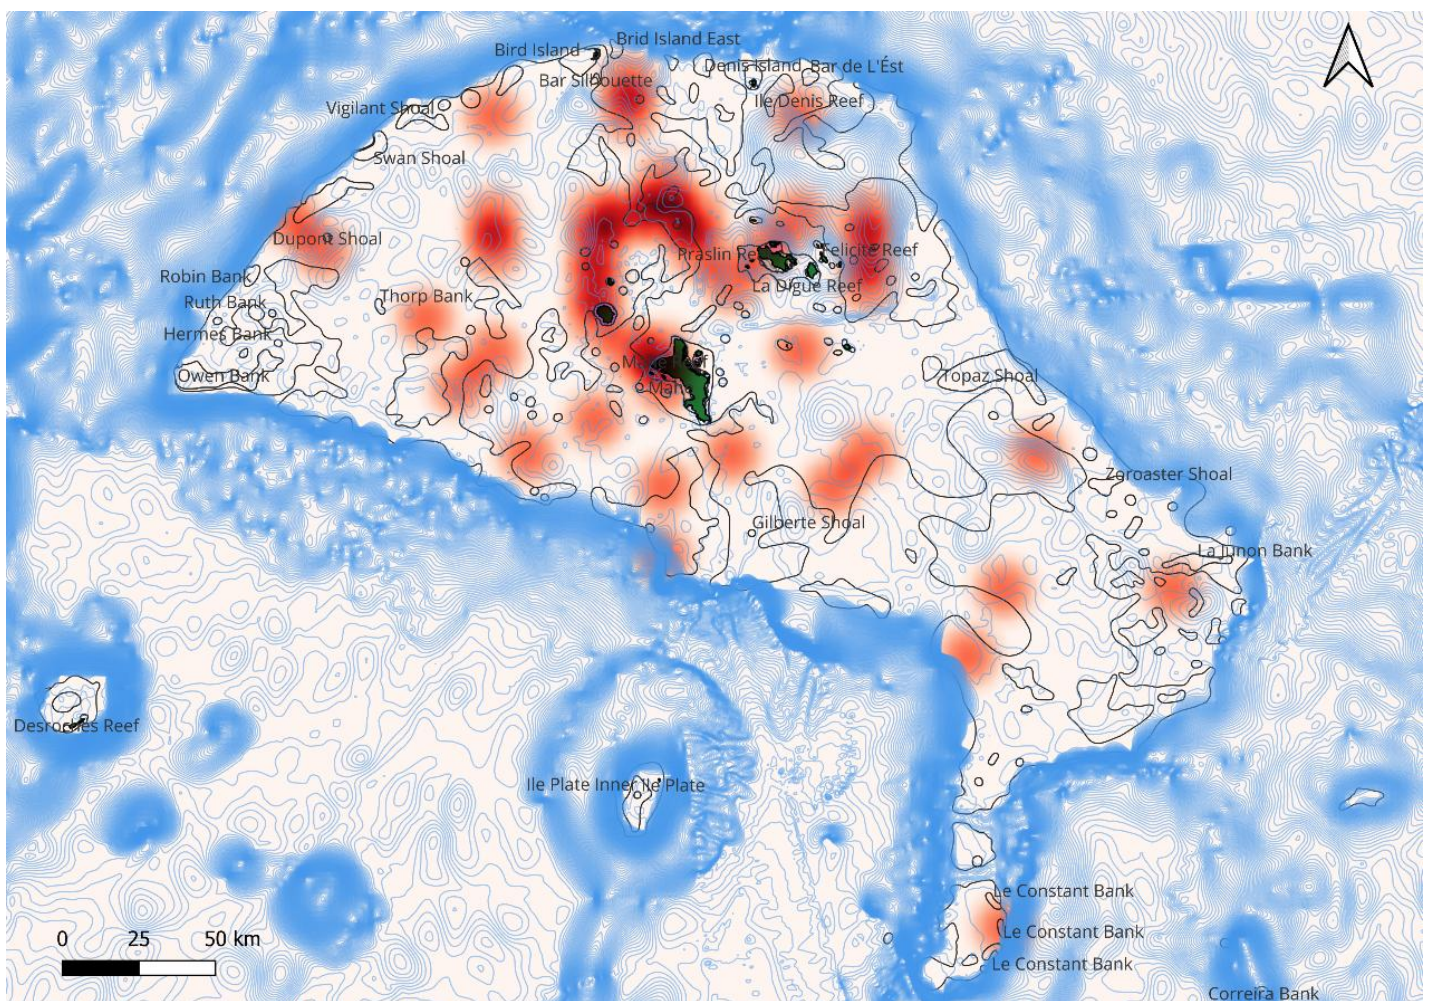 Brid Island East
Bird Island
Denis Island, Bar de L'Ést
Bar Silhouette
Ile Denis Reef
Vigilant Shoal
Swan Shoal
Dupont Shoal
Praslin Re
Felicite Reef
Robin Bank
La Digue Reef
Thorp Bank
Ruth Bank
Hermes Bank
Owen Bank
Topaz Shoal
Zoroaster Shoal
Gilberte Shoal
La Junon Bank
Desroches Reef
Ile Plate Inner Ile Plate
Le Constant Bank
Le Constant Bank
Le Constant Bank
0 25 50 km
Correira Bank